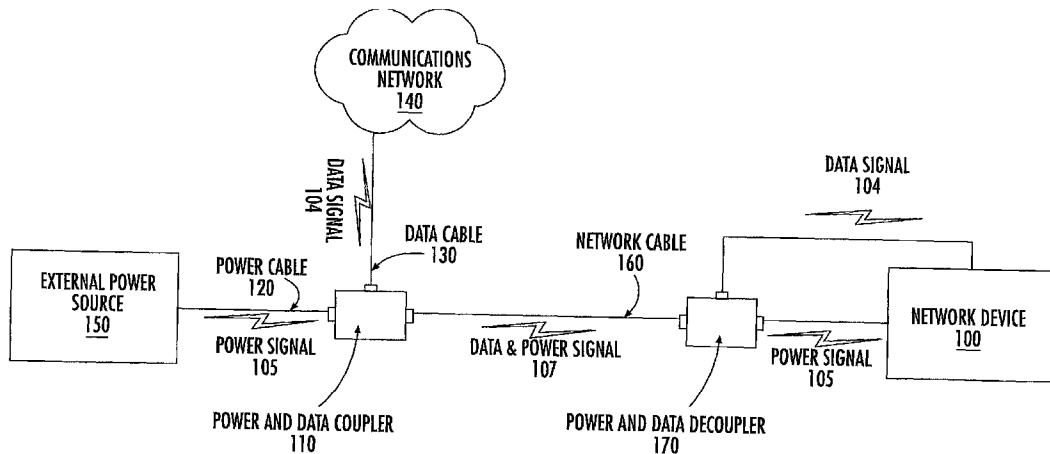 COMMUNICATIONS
NETWORK
140
DATA SIGNAL
104
DATA SIGNAL
104
DATA CABLE
130
NETWORK CABLE
160
POWER CABLE
120
EXTERNAL POWER
SOURCE
150
POWER SIGNAL
105
DATA & POWER SIGNAL
107
POWER SIGNAL
105
NETWORK DEVICE
100
POWER AND DATA COUPLER
110
POWER AND DATA DECOUPLER
170